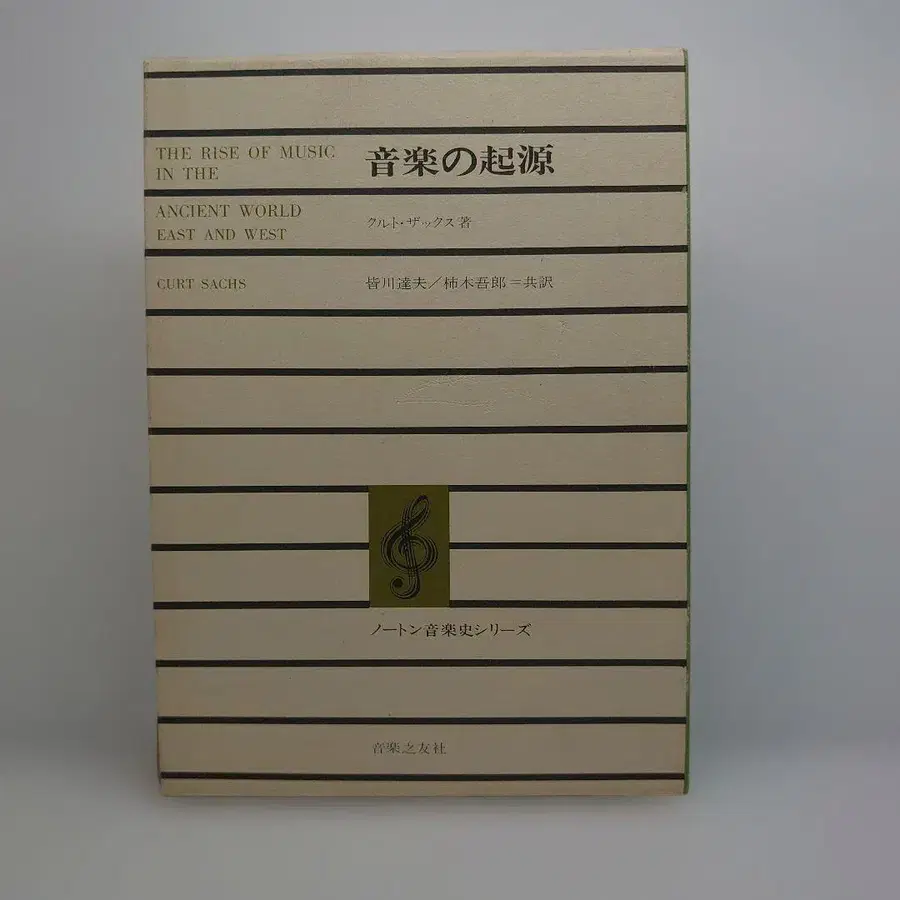 THE RISE OF MUSIC
IN THE
ANCIENT WORLD
EAST AND WEST
CURT SACHS
音楽の起源
クルト・ザックス著
皆川達夫／柿木吾郎＝共訳
ノートン音楽史シリーズ
音楽之友社